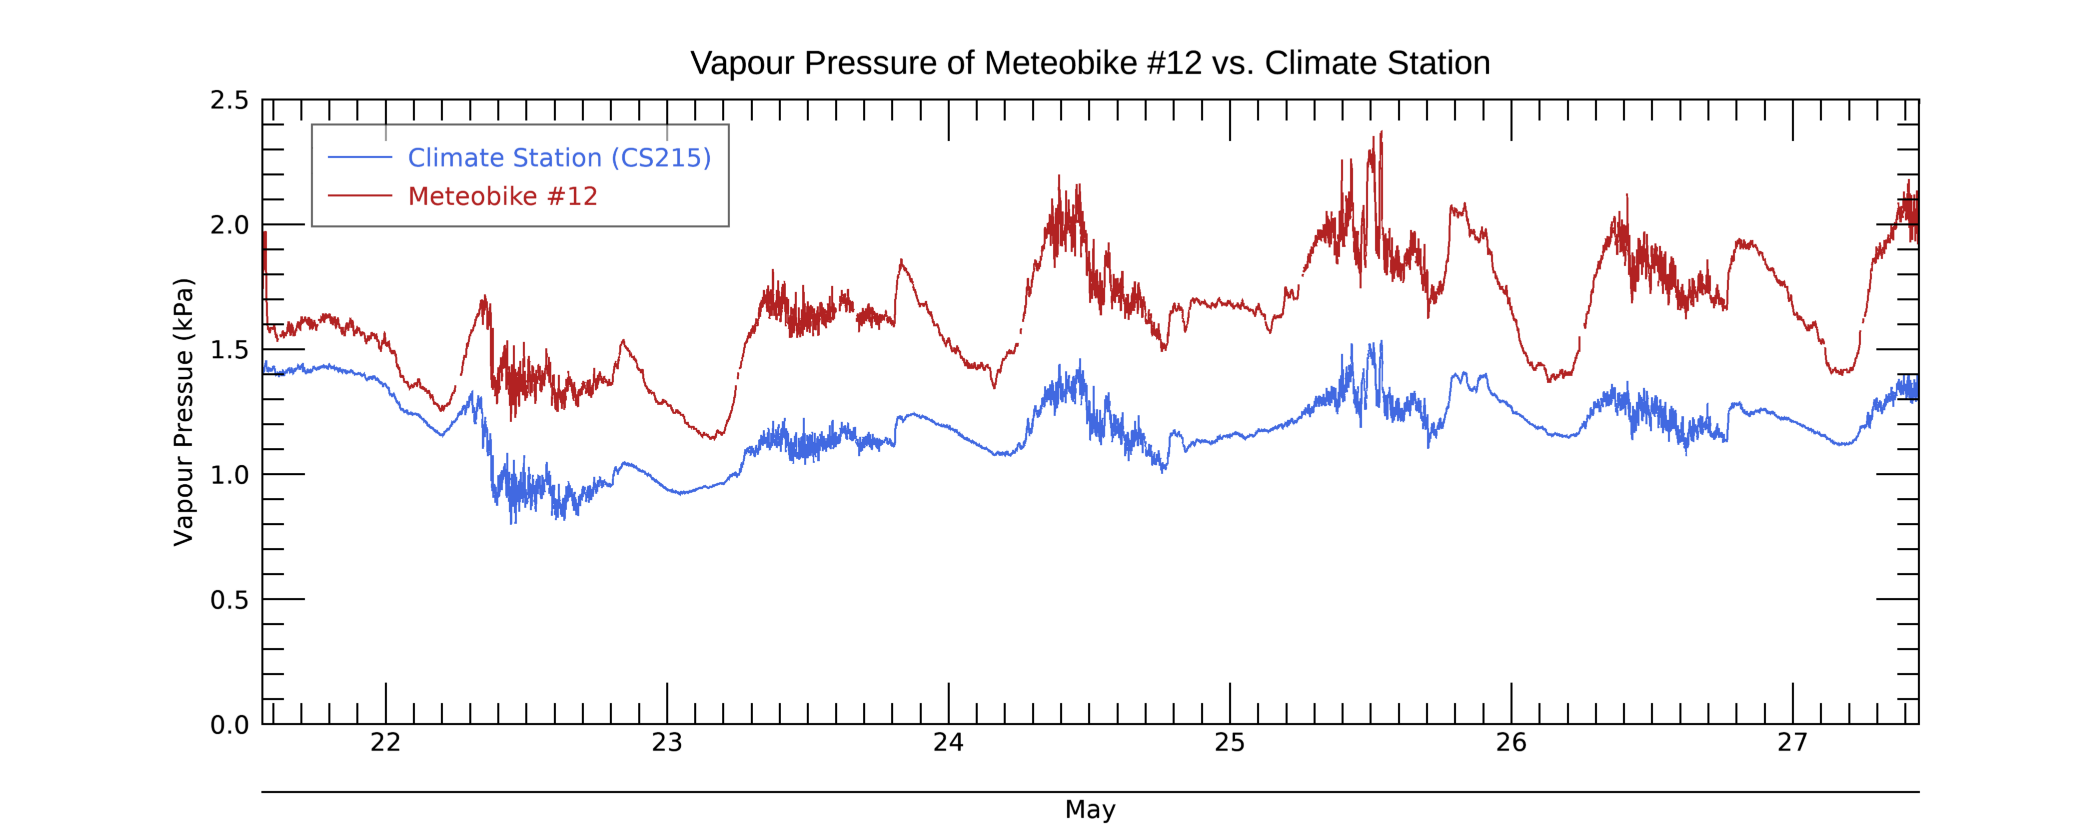 Vapour Pressure of Meteobike #12 vs. Climate Station
Vapour Pressue (kPa)
2.5
2.0
1.5
1.0
0.5
0.0
Climate Station (CS215)
Meteobike #12
22 23 24 25 26 27
May